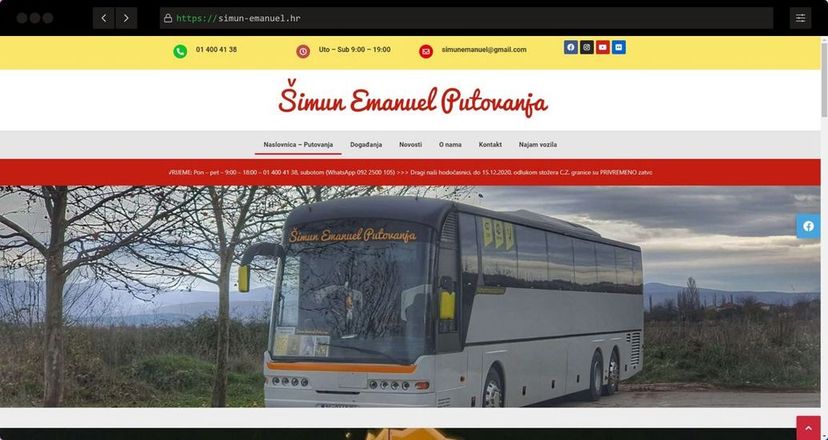 https://simun-emanuel.hr
01 400 41 38
Uto – Sub 9:00 – 19:00
simunemanuel@gmail.com
Šimun Emanuel Putovanja
Naslovnica – Putovanja Događanja Novosti O nama Kontakt Najam vozila
VRIJEME: Pon – pet – 9:00 – 18:00 – 01 400 41 38, subotom (WhatsApp 092 2500 105) >>> Dragi naši hodočasnici, do 15.12.2020. odlukom stožera C.Z. granice su PRIVREMENO zatvc
Šimun Emanuel Putovanja